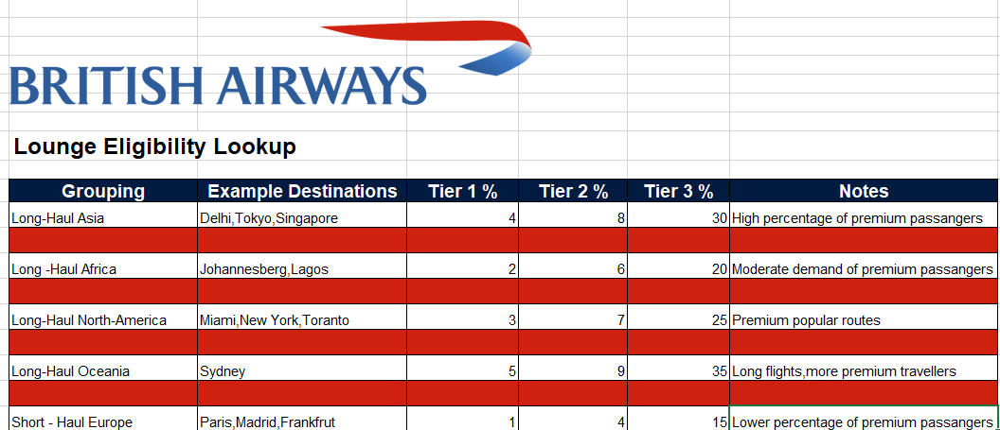 BRITISH AIRWAYS
Lounge Eligibility Lookup
Grouping Example Destinations Tier 1 % Tier 2 % Tier 3 % Notes
Long-Haul Asia Delhi,Tokyo,Singapore 4 8 30 High percentage of premium passangers
Long -Haul Africa Johannesberg,Lagos 2 6 20 Moderate demand of premium passangers
Long-Haul North-America Miami,New York,Toranto 3 7 25 Premium popular routes
Long-Haul Oceania Sydney 5 9 35 Long flights,more premium travellers
Short - Haul Europe Paris,Madrid,Frankfrut 1 4 15 Lower percentage of premium passangers